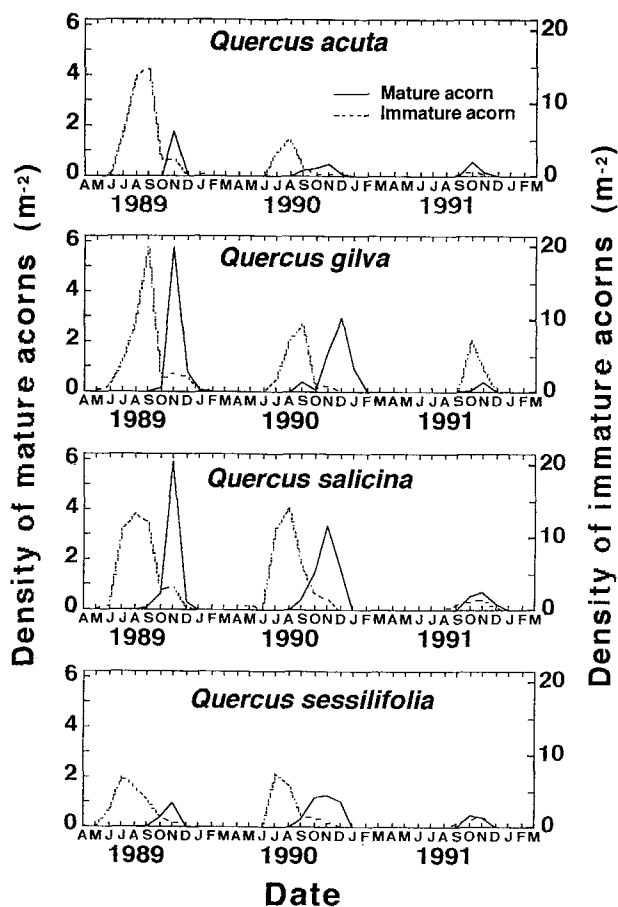 Quercus acuta
6
4
2
0
20
10
0
Mature acorn
Immature acorn
AMJJASONDJFMAMJJASONDJFMAMJJASONDJFM
1989 1990 1991
Quercus gilva
6
4
2
0
20
10
0
AMJJASONDJFMAMJJASONDJFMAMJJASONDJFM
1989 1990 1991
Quercus salicina
6
4
2
0
20
10
0
AMJJASONDJFMAMJJASONDJFMAMJJASONDJFM
1989 1990 1991
Quercus sessilifolia
6
4
2
0
20
10
0
AMJJASONDJFMAMJJASONDJFMAMJJASONDJFM
1989 1990 1991
Date
Density of mature acorns (m-2)
Density of immature acorns (m-2)